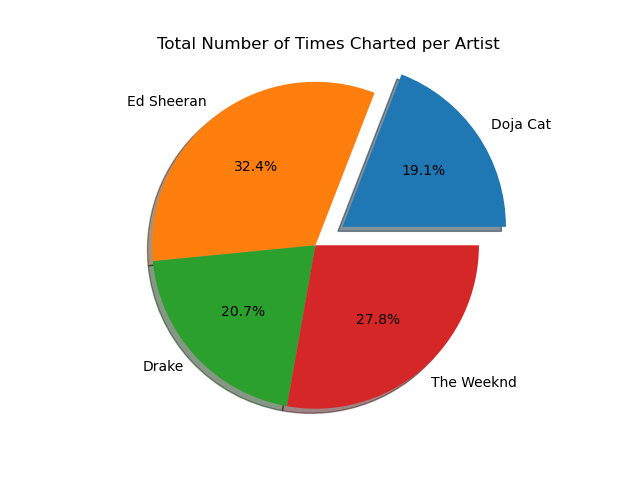 Total Number of Times Charted per Artist
Ed Sheeran
Doja Cat
32.4%
19.1%
20.7%
27.8%
Drake
The Weeknd